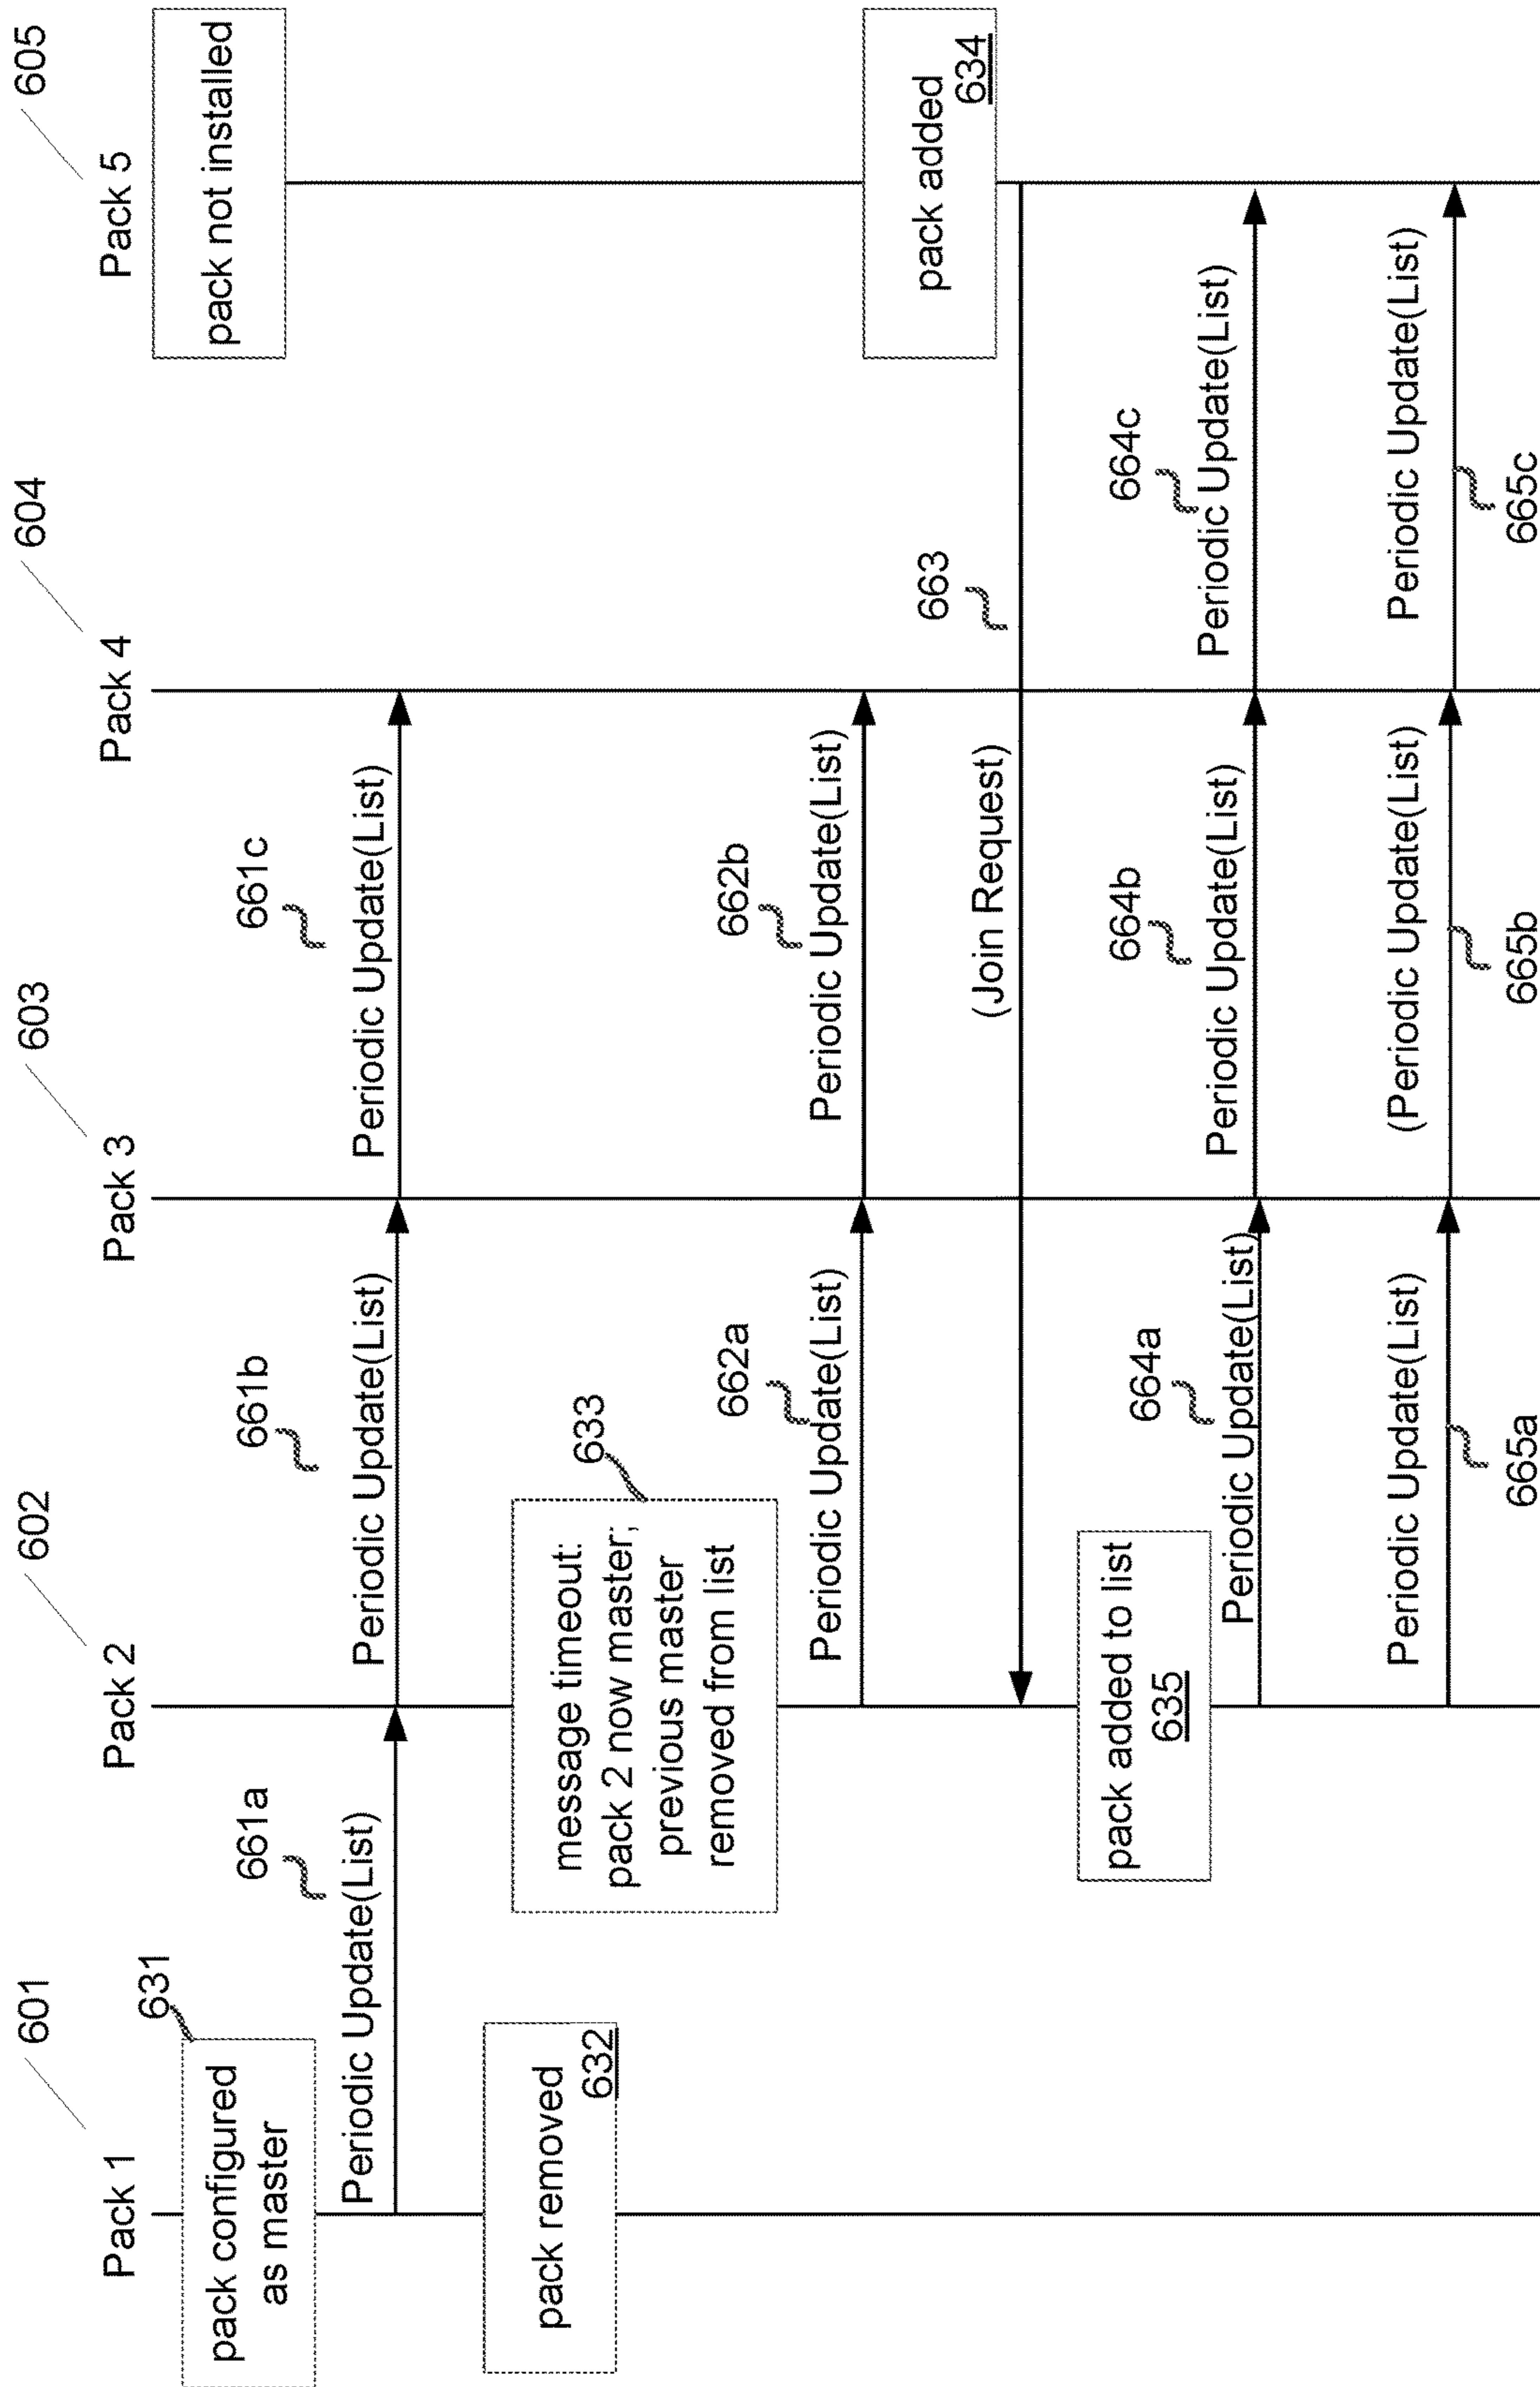 601
602
603
604
605
Pack 1
Pack 2
Pack 3
Pack 4
Pack 5
pack configured
as master
631
pack not installed
661a
661b
661c
Periodic Update(List)
Periodic Update(List)
Periodic Update(List)
pack removed
632
message timeout:
pack 2 now master;
previous master
removed from list
633
662a
662b
Periodic Update(List)
Periodic Update(List)
pack added
634
663
(Join Request)
pack added to list
635
664a
664b
664c
Periodic Update(List)
Periodic Update(List)
Periodic Update(List)
Periodic Update(List)
(Periodic Update(List)
Periodic Update(List)
665a
665b
665c